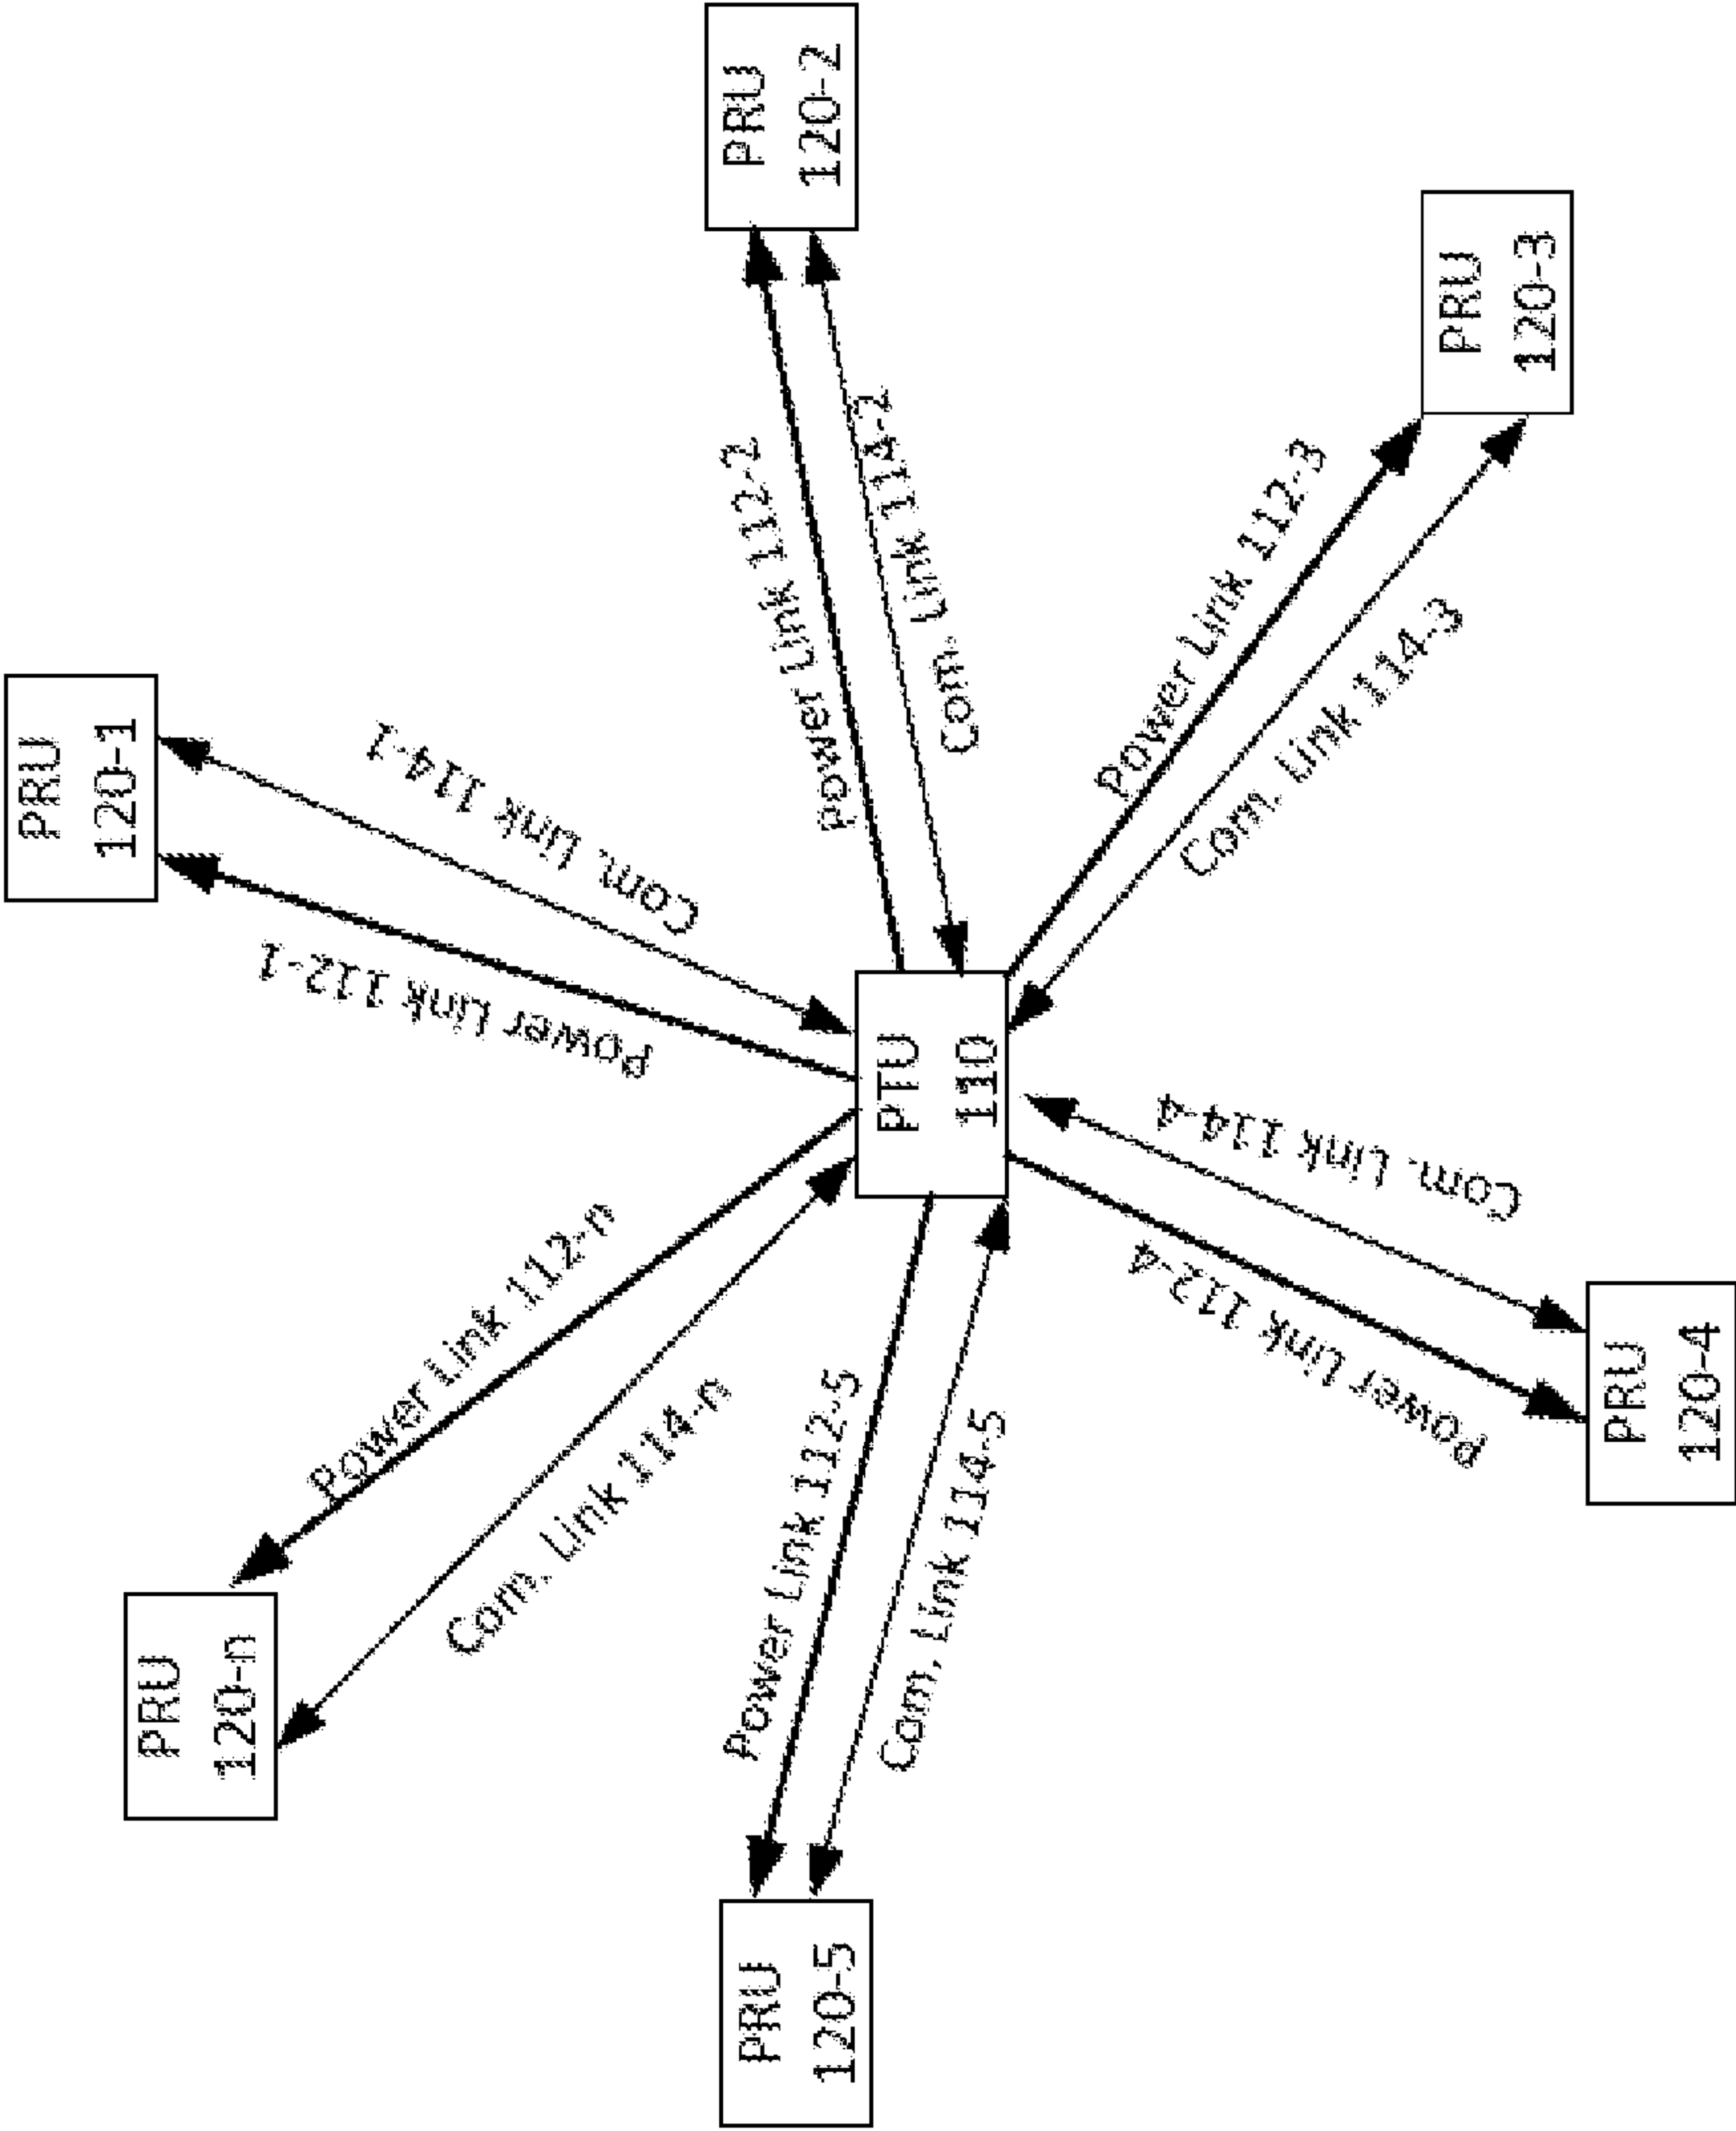 PRU
120-1
PRU
120-2
PRU
120-3
PRU
120-4
PRU
120-5
PRU
120-n
PTU
110
Power Link 112-1
Com. Link 114-1
Power Link 112-2
Com. Link 114-2
Power Link 112-3
Com. Link 114-3
Power Link 112-4
Com. Link 114-4
Power Link 112-5
Com. Link 114-5
Power Link 112-n
Com. Link 114-n